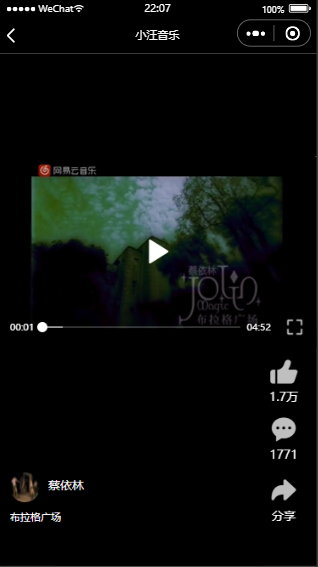 WeChat
22:07
100%
小汪音乐
网易云音乐
蔡依林
JOLIN
Magic
布拉格广场
00:01
04:52
1.7万
1771
蔡依林
分享
布拉格广场